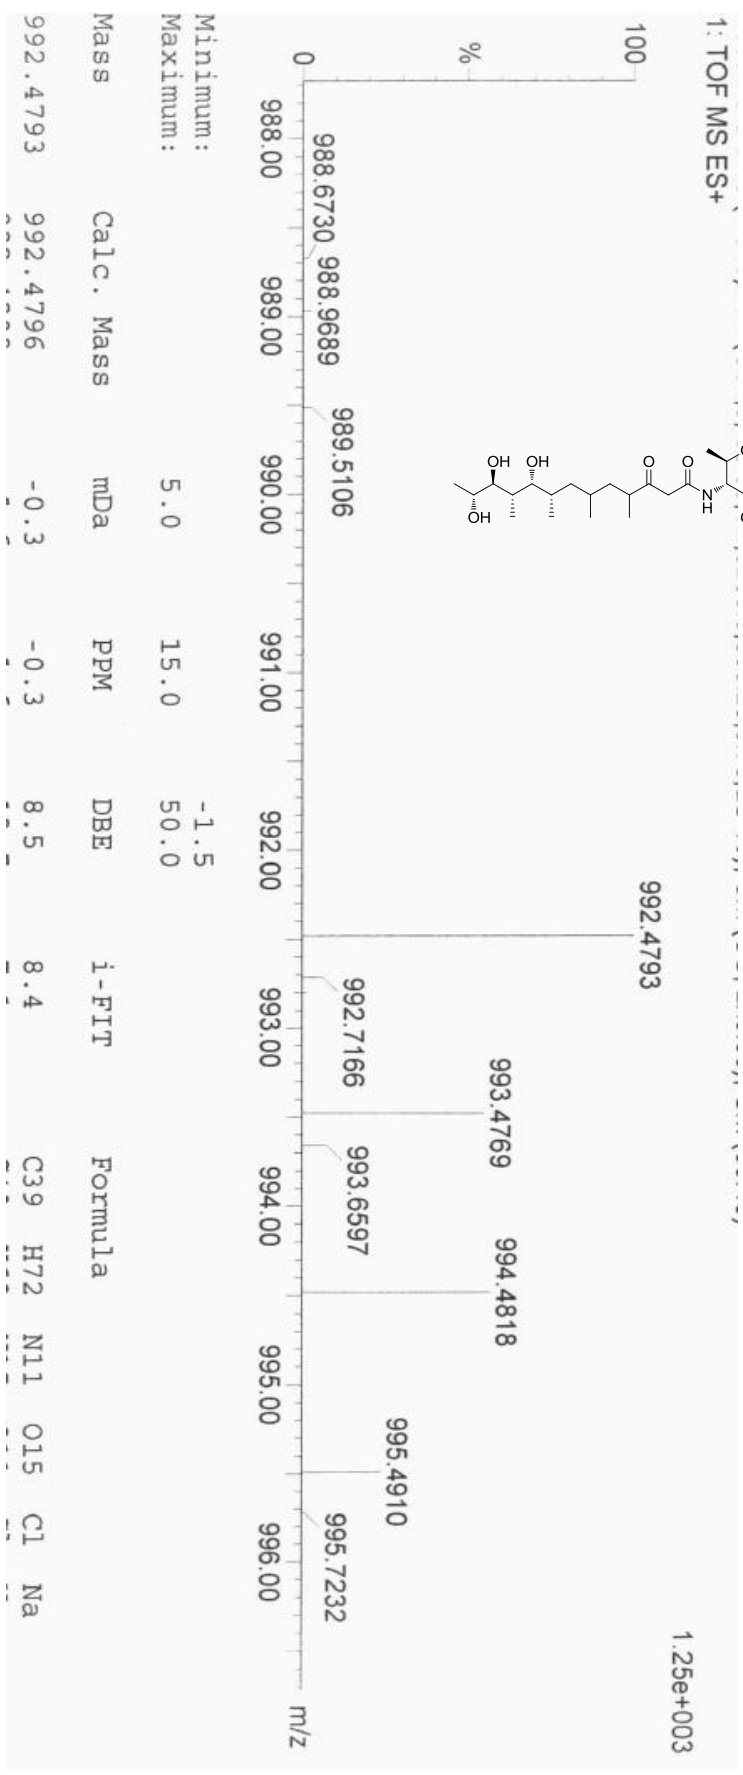 1: TOF MS ES+
1.25e+003
100
%
0
992.4793
993.4769
994.4818
995.4910
988.6730
988.9689
989.5106
992.7166
993.6597
995.7232
988.00 989.00 990.00 991.00 992.00 993.00 994.00 995.00 996.00
m/z
OH OH O O
OH
N
H
Minimum: -1.5
Maximum: 5.0 15.0 50.0
Mass Calc. Mass mDa PPM DBE i-FIT Formula
992.4793 992.4796 -0.3 -0.3 8.5 8.4 C39 H72 N11 O15 Cl Na